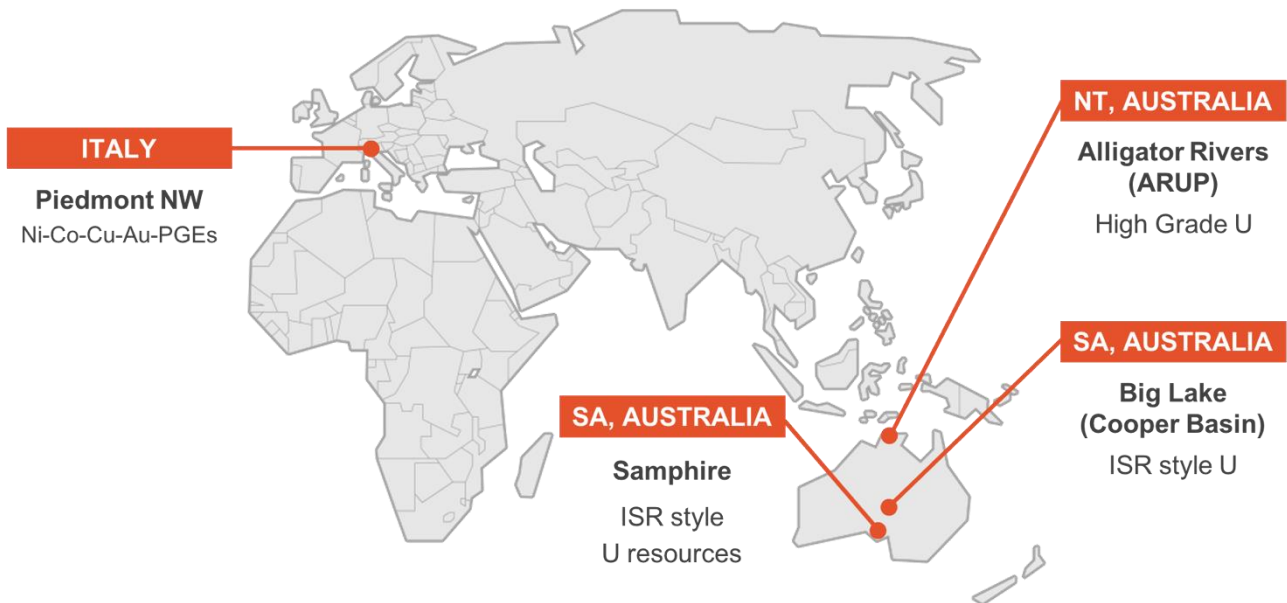 ITALY
Piedmont NW
Ni-Co-Cu-Au-PGEs
NT, AUSTRALIA
Alligator Rivers
(ARUP)
High Grade U
SA, AUSTRALIA
Big Lake
(Cooper Basin)
ISR style U
SA, AUSTRALIA
Samphire
ISR style
U resources